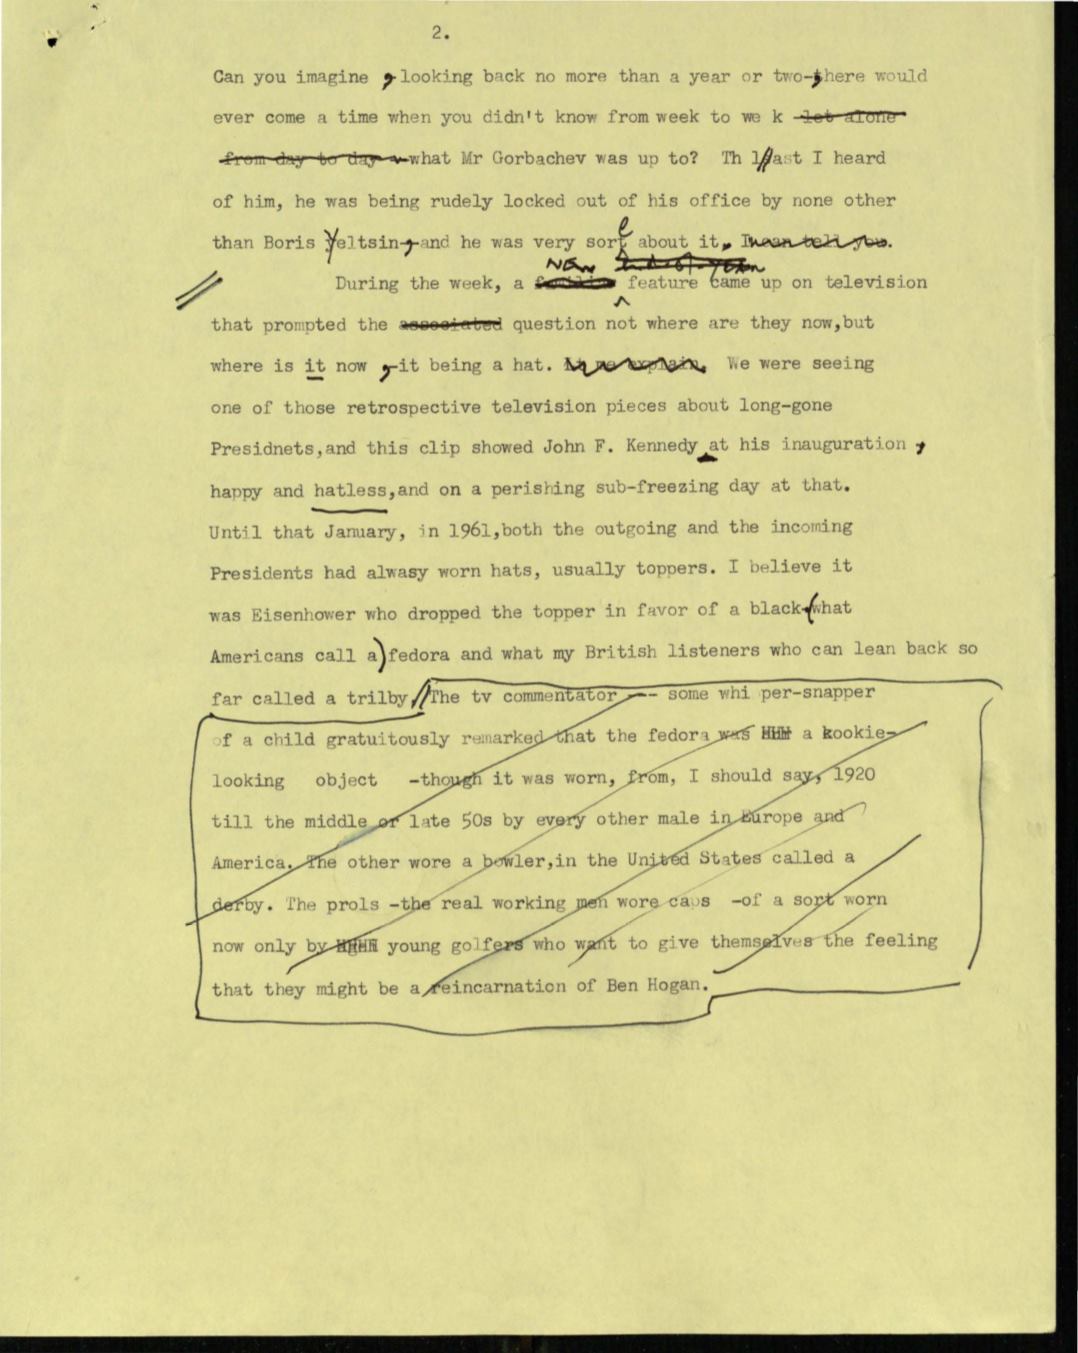 2.
Can you imagine , looking back no more than a year or two-,there would
ever come a time when you didn't know from week to we k let alone
from day to day - what Mr Gorbachev was up to? Th l//ast I heard
of him, he was being rudely locked out of his office by none other
than Boris Yeltsin-,and he was very sore about it. I mean tell you.
NEW End-of-year
During the week, a feature came up on television
that prompted the associated question not where are they now,but
where is it now ,-it being a hat. Let me explain. We were seeing
one of those retrospective television pieces about long-gone
Presidnets,and this clip showed John F. Kennedy at his inauguration ,
happy and hatless,and on a perishing sub-freezing day at that.
Until that January, in 1961,both the outgoing and the incoming
Presidents had alwasy worn hats, usually toppers. I believe it
was Eisenhower who dropped the topper in favor of a black-(what
Americans call a) fedora and what my British listeners who can lean back so
far called a trilby.//The tv commentator --- some whi per-snapper
of a child gratuitously remarked that the fedora was HHH a kookie-
looking object -though it was worn, from, I should say, 1920
till the middle or late 50s by every other male in Europe and
America. The other wore a bowler,in the United States called a
derby. The prols -the real working men wore caps -of a sort worn
now only by HHHH young golfers who want to give themselves the feeling
that they might be a reincarnation of Ben Hogan.